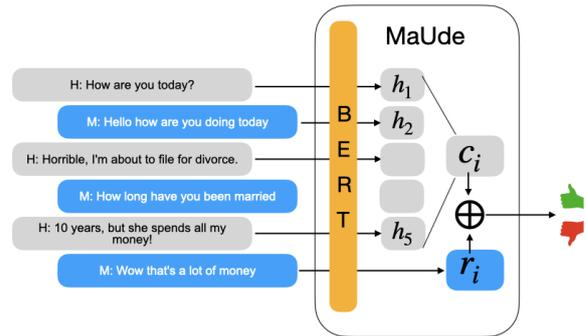 MaUde
H: How are you today?
M: Hello how are you doing today
H: Horrible, I'm about to file for divorce.
M: How long have you been married
H: 10 years, but she spends all my
money!
M: Wow that's a lot of money
B
E
R
T
h1
h2
h5
ci
ri